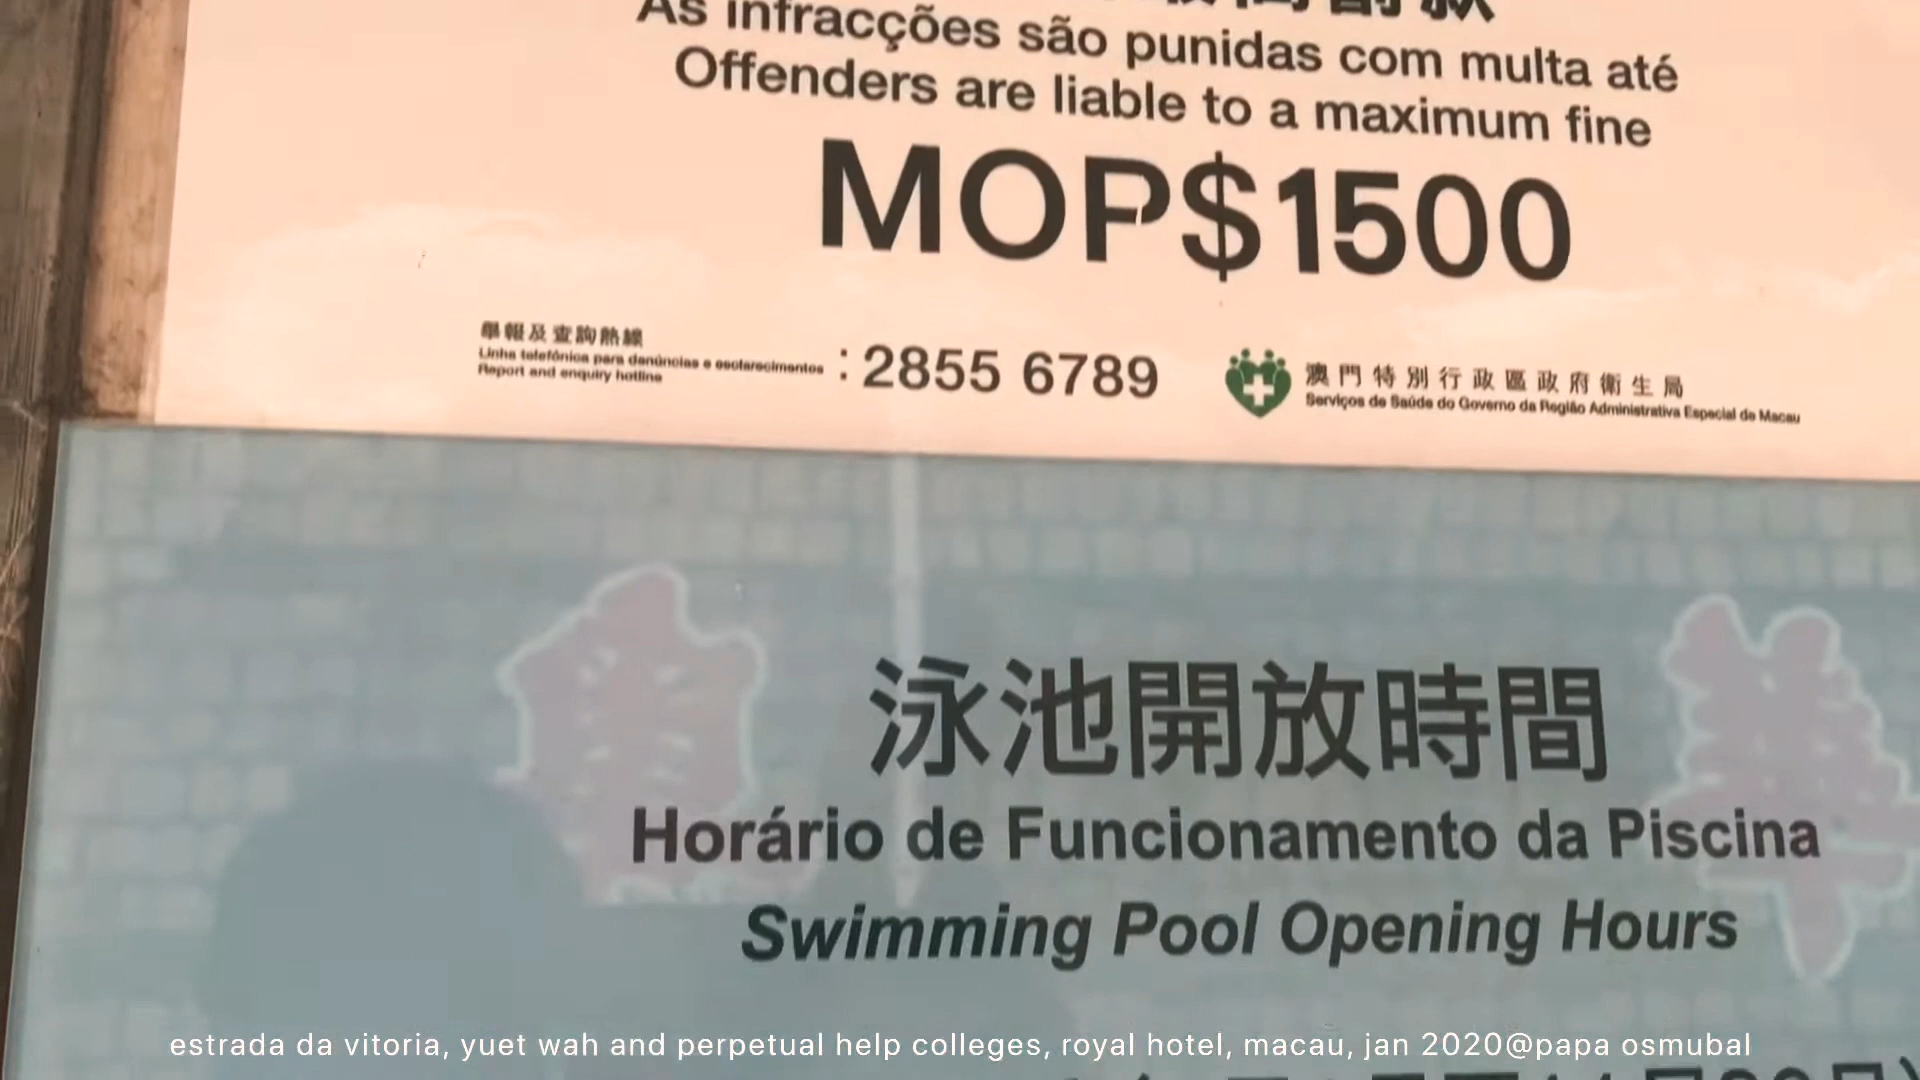 As infracções são punidas com multa até
Offenders are liable to a maximum fine
MOP$1500
舉報及查詢熱線
Linha telefónica para denúncias e esclarecimentos
Report and enquiry hotline
: 2855 6789
澳門特別行政區政府衛生局
Serviços de Saúde do Governo da Região Administrativa Especial de Macau
泳池開放時間
Horário de Funcionamento da Piscina
Swimming Pool Opening Hours
estrada da vitoria, yuet wah and perpetual help colleges, royal hotel, macau, jan 2020@papa osmubal